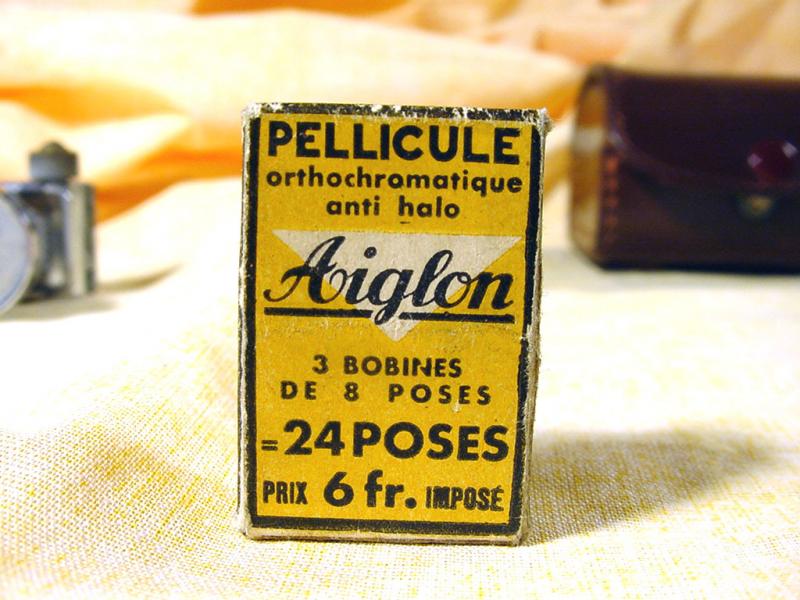 PELLICULE
orthochromatique
anti halo
Aiglon
3 BOBINES
DE 8 POSES
=24 POSES
PRIX 6 fr. IMPOSÉ